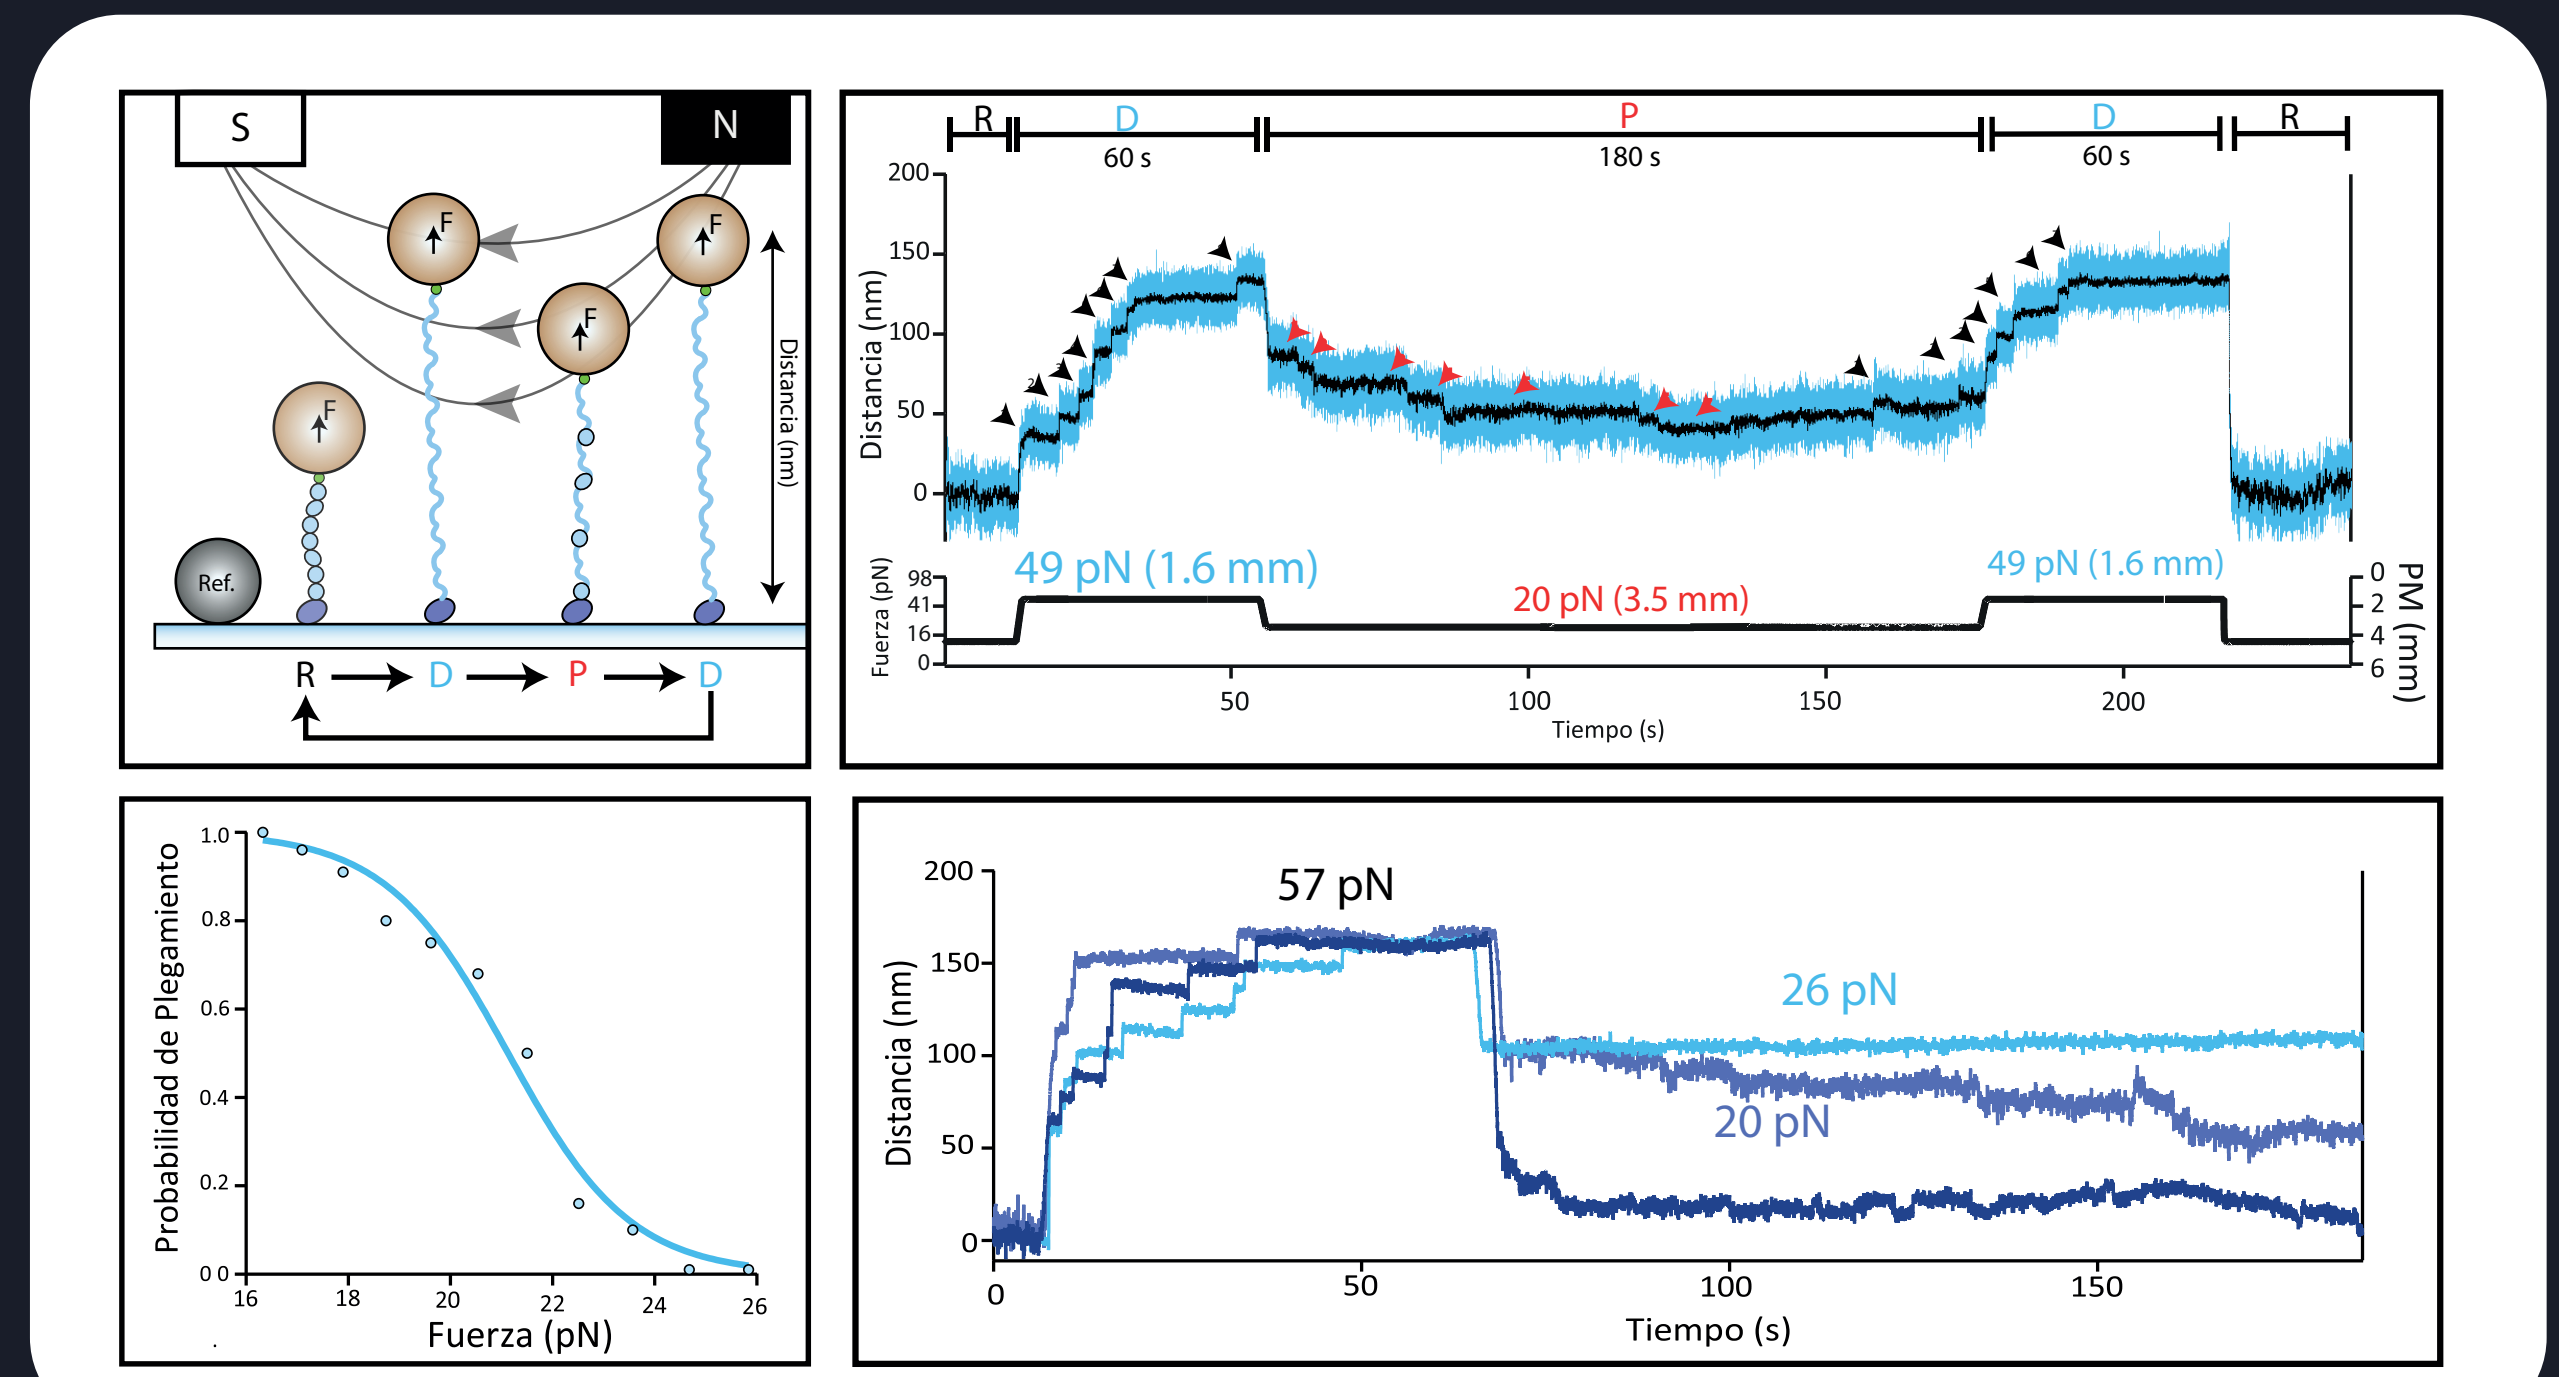 S
N
F
F
F
F
Distancia (nm)
Ref.
R
D
P
D
R
D
P
D
R
60 s
180 s
60 s
200
150
100
50
0
Distancia (nm)
2
49 pN (1.6 mm)
20 pN (3.5 mm)
49 pN (1.6 mm)
Fuerza (pN)
98
41
16
0
0
2
4
6
PM (mm)
50
100
150
200
Tiempo (s)
Probabilidad de Plegamiento
1.0
0.8
0.6
0.4
0.2
0 0
16
18
20
22
24
26
Fuerza (pN)
.
Distancia (nm)
200
150
100
50
0
57 pN
26 pN
20 pN
0
50
100
150
Tiempo (s)